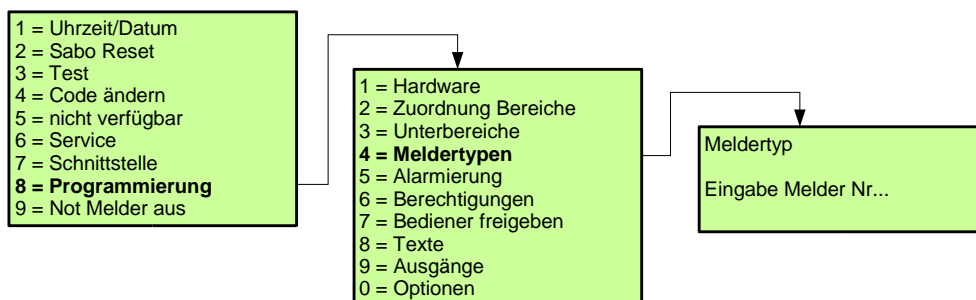 1 = Uhrzeit/Datum
2 = Sabo Reset
3 = Test
4 = Code ändern
5 = nicht verfügbar
6 = Service
7 = Schnittstelle
8 = Programmierung
9 = Not Melder aus
1 = Hardware
2 = Zuordnung Bereiche
3 = Unterbereiche
4 = Meldertypen
5 = Alarmierung
6 = Berechtigungen
7 = Bediener freigeben
8 = Texte
9 = Ausgänge
0 = Optionen
Meldertyp
Eingabe Melder Nr...